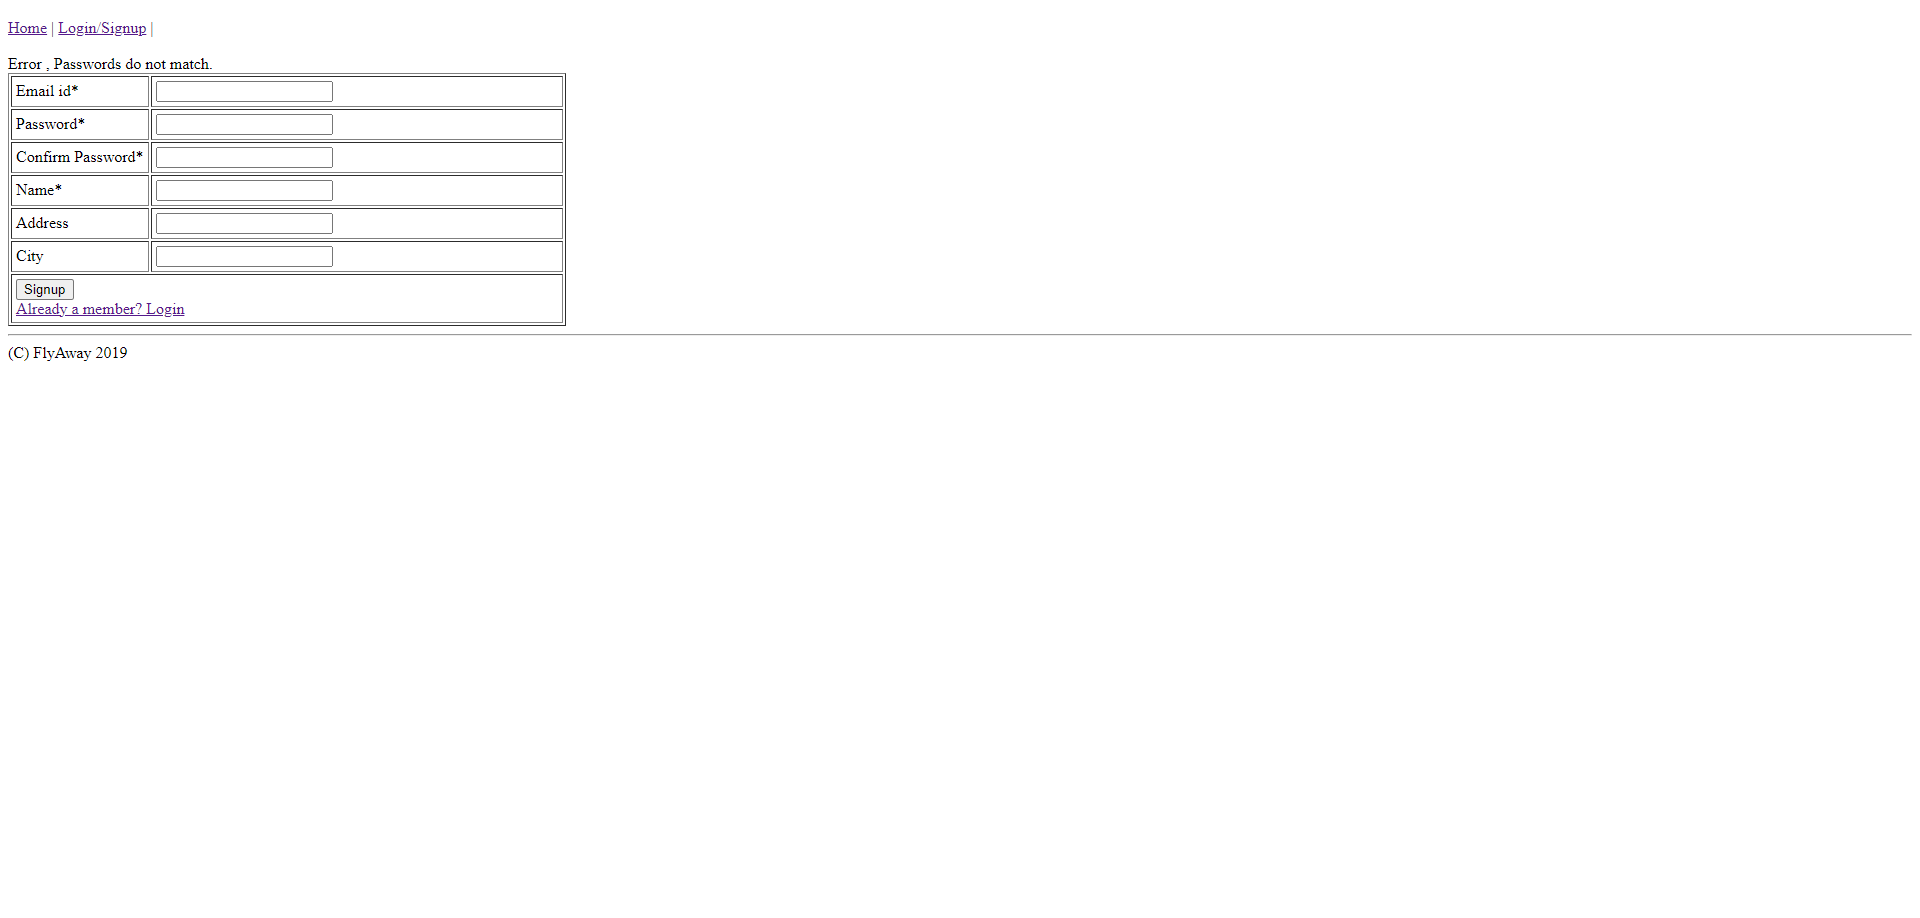 Home | Login/Signup |
Error , Passwords do not match.
Email id*
Password*
Confirm Password*
Name*
Address
City
Signup
Already a member? Login
(C) FlyAway 2019